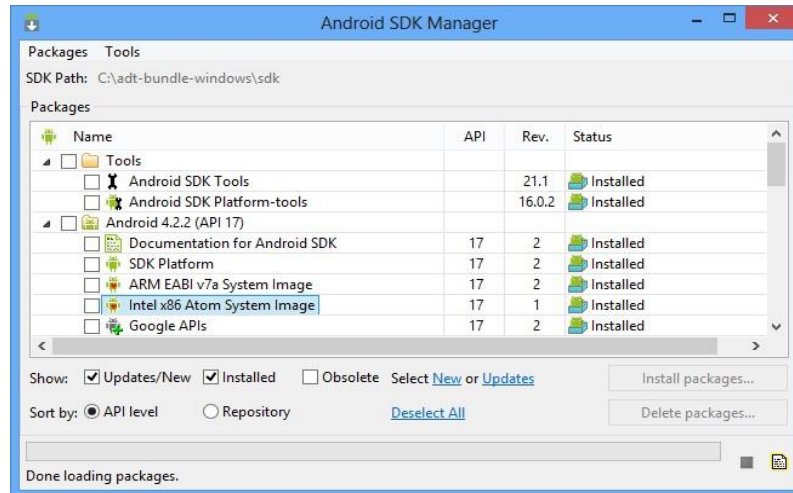 Android SDK Manager
Packages Tools
SDK Path: C:\adt-bundle-windows\sdk
Packages
Name API Rev. Status
Tools
Android SDK Tools 21.1 Installed
Android SDK Platform-tools 16.0.2 Installed
Android 4.2.2 (API 17)
Documentation for Android SDK 17 2 Installed
SDK Platform 17 2 Installed
ARM EABI v7a System Image 17 2 Installed
Intel x86 Atom System Image 17 1 Installed
Google APIs 17 2 Installed
Show: Updates/New Installed Obsolete Select New or Updates Install packages...
Sort by: API level Repository Deselect All Delete packages...
Done loading packages.